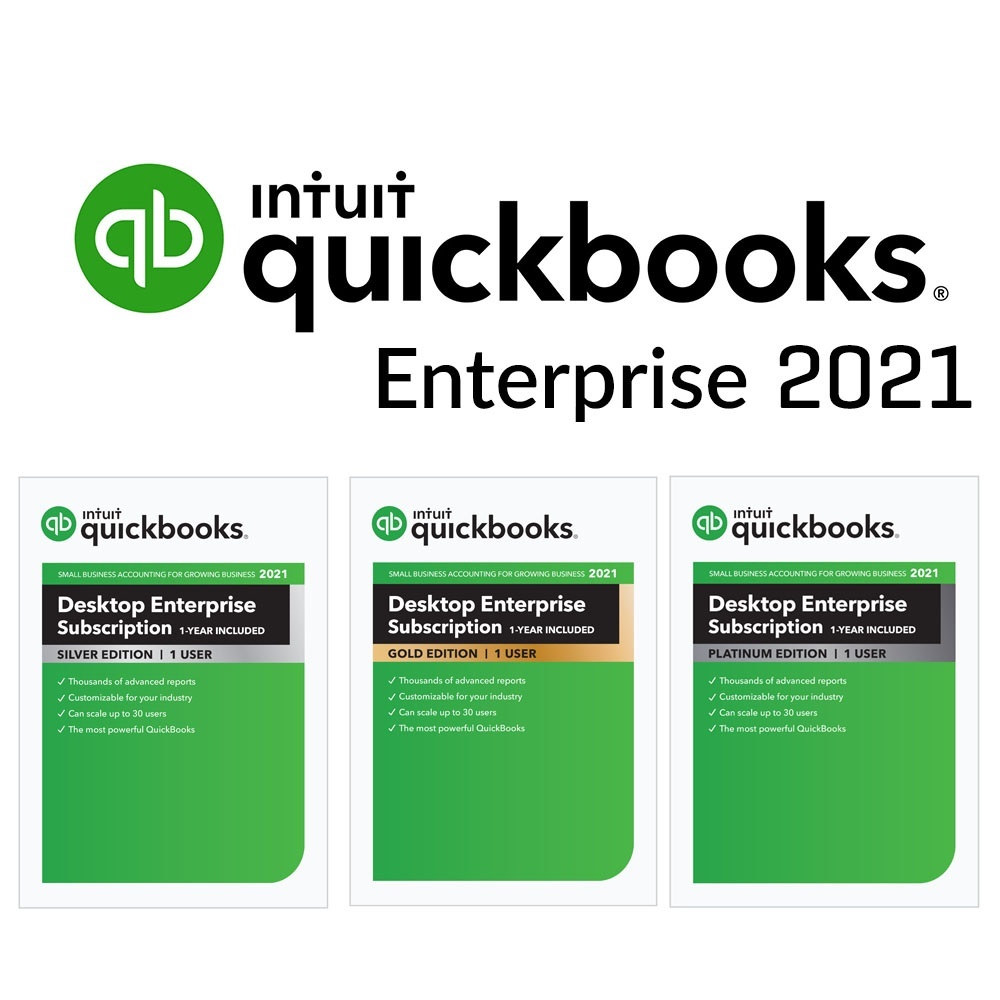 qb
intuit
quickbooks®
Enterprise 2021
qb
intuit
quickbooks.
SMALL BUSINESS ACCOUNTING FOR GROWING BUSINESS 2021
Desktop Enterprise
Subscription 1-YEAR INCLUDED
SILVER EDITION | 1 USER
✓ Thousands of advanced reports
✓ Customizable for your industry
✓ Can scale up to 30 users
✓ The most powerful QuickBooks
qb
intuit
quickbooks.
SMALL BUSINESS ACCOUNTING FOR GROWING BUSINESS 2021
Desktop Enterprise
Subscription 1-YEAR INCLUDED
GOLD EDITION | 1 USER
✓ Thousands of advanced reports
✓ Customizable for your industry
✓ Can scale up to 30 users
✓ The most powerful QuickBooks
qb
intuit
quickbooks.
SMALL BUSINESS ACCOUNTING FOR GROWING BUSINESS 2021
Desktop Enterprise
Subscription 1-YEAR INCLUDED
PLATINUM EDITION | 1 USER
✓ Thousands of advanced reports
✓ Customizable for your industry
✓ Can scale up to 30 users
✓ The most powerful QuickBooks